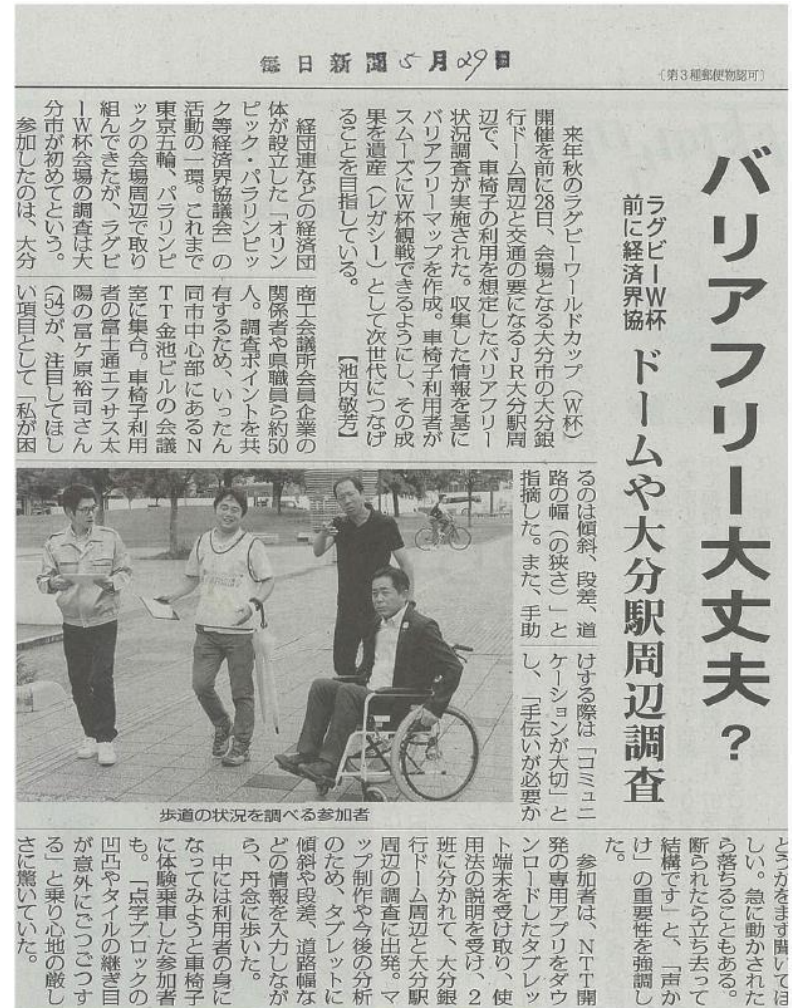 毎日新聞 5月29日
〔第3種郵便物認可〕
バリアフリー大丈夫?
ラグビーW杯
前に経済界協
ドームや大分駅周辺調査
来年秋のラグビーワールドカップ(W杯)
開催を前に28日、会場となる大分市の大分銀
行ドーム周辺と交通の要になるJR大分駅周
辺で、車椅子の利用を想定したバリアフリー
状況調査が実施された。収集した情報を基に
バリアフリーマップを作成。車椅子利用者が
スムーズにW杯観戦できるようにし、その成
果を遺産(レガシー)として次世代につなげ
ることを目指している。【池内敬芳】
経団連などの経済団
体が設立した「オリン
ピック・パラリンピッ
ク等経済界協議会」の
活動の一環。これまで
東京五輪、パラリンピ
ックの会場周辺で取り
組んできたが、ラグビ
ーW杯会場の調査は大
分市が初めてという。
参加したのは、大分
商工会議所会員企業の
関係者や県職員ら約50
人。調査ポイントを共
有するため、いったん
同市中心部にあるN
TT金池ビルの会議
室に集合。車椅子利用
者の富士通エフサス太
陽の冨ケ原裕司さん
(54)が、注目してほし
い項目として「私が困
るのは傾斜、段差、道
路の幅(の狭さ)」と
指摘した。また、手助
けする際は「コミュニ
ケーションが大切」と
し、「手伝いが必要か
どうかをまず聞いてほ
しい。急に動かされた
ら落ちることもある。
断られたら立ち去って
結構です」と、「声か
け」の重要性を強調し
た。
参加者は、NTT開
発の専用アプリをダウ
ンロードしたタブレッ
ト端末を受け取り、使
用法の説明を受け、2
班に分かれて、大分銀
行ドーム周辺と大分駅
周辺の調査に出発。マ
ップ制作や今後の分析
のため、タブレットに
傾斜や段差、道路幅な
どの情報を入力しなが
ら、丹念に歩いた。
中には利用者の身に
なってみようと車椅子
に体験乗車した参加者
も。「点字ブロックの
凹凸やタイルの継ぎ目
が意外にごつごつす
る」と乗り心地の厳し
さに驚いていた。
歩道の状況を調べる参加者